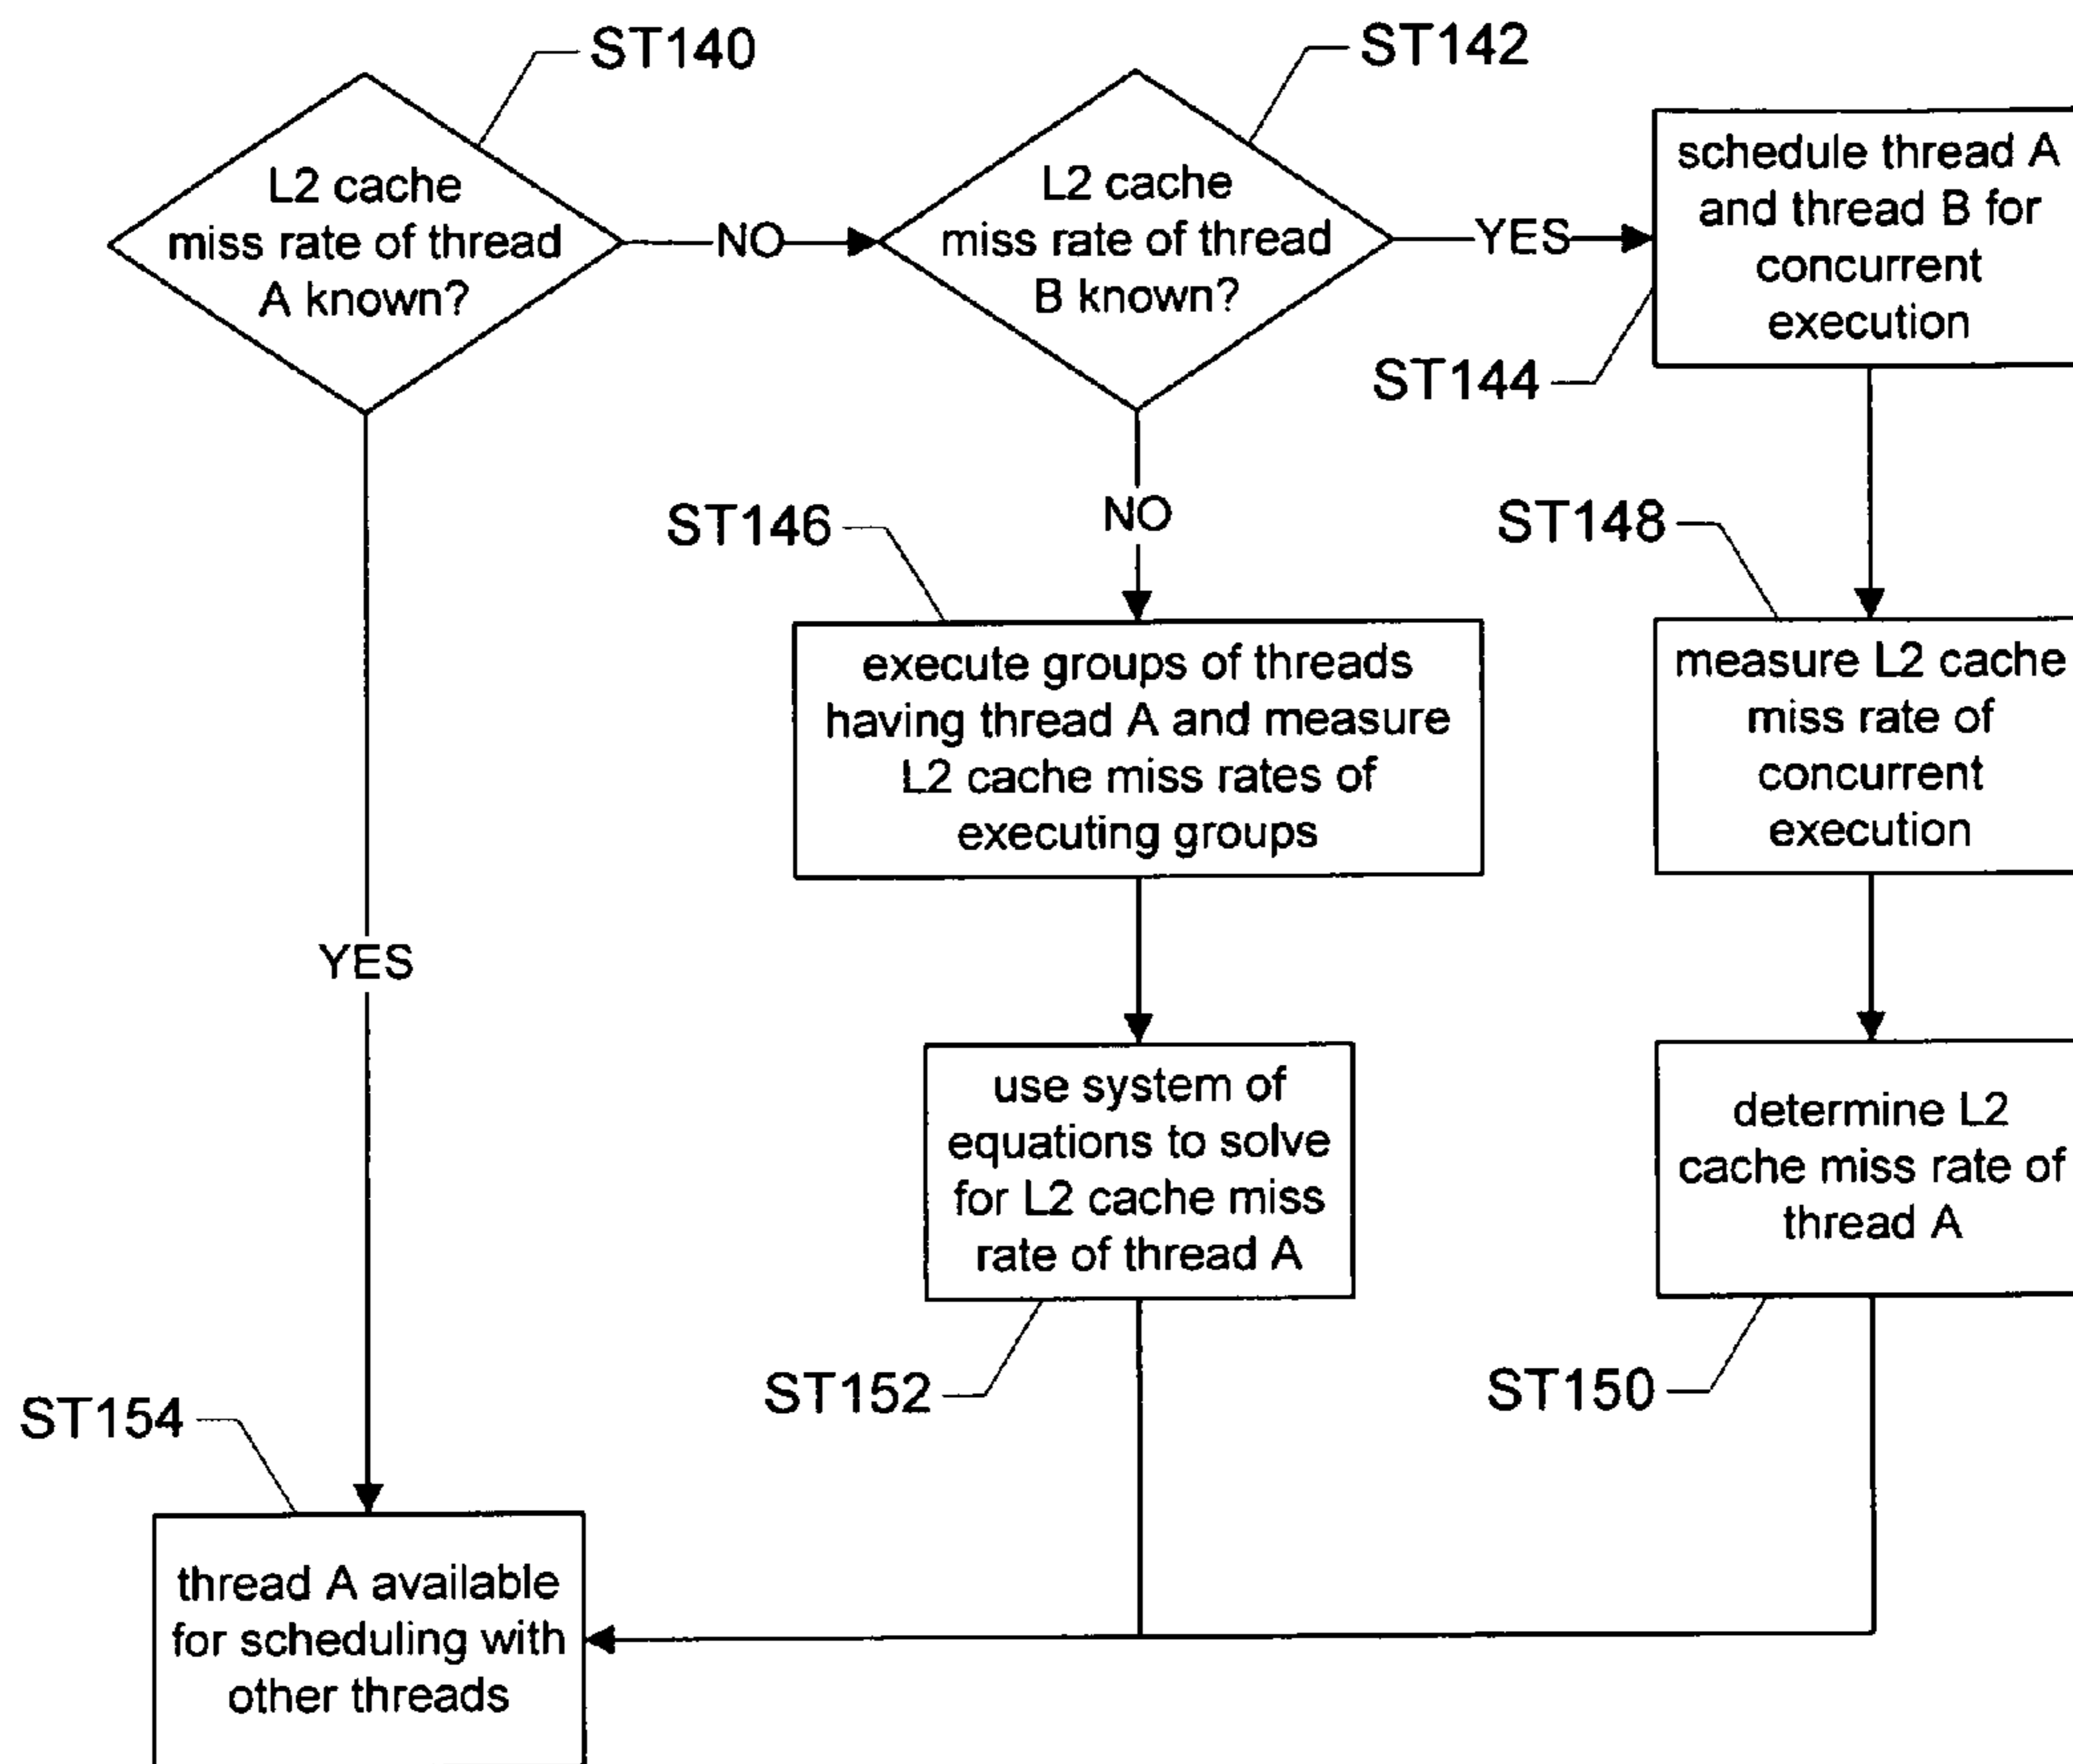 ST140
L2 cache
miss rate of thread
A known?
NO
ST142
L2 cache
miss rate of thread
B known?
YES
schedule thread A
and thread B for
concurrent
execution
ST144
NO
ST146
execute groups of threads
having thread A and measure
L2 cache miss rates of
executing groups
ST148
measure L2 cache
miss rate of
concurrent
execution
YES
use system of
equations to solve
for L2 cache miss
rate of thread A
ST152
determine L2
cache miss rate of
thread A
ST150
ST154
thread A available
for scheduling with
other threads